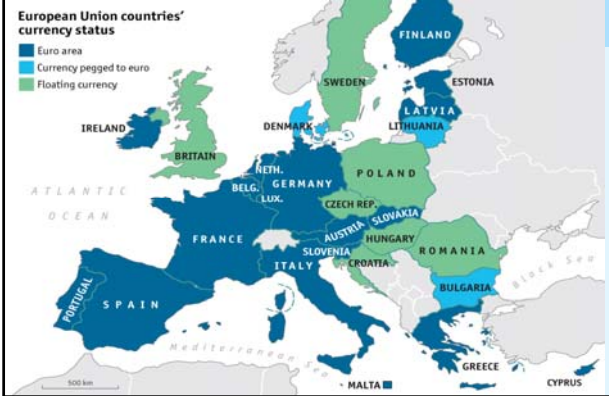 European Union countries'
currency status
Euro area
Currency pegged to euro
Floating currency
FINLAND
SWEDEN
ESTONIA
LATVIA
LITHUANIA
DENMARK
IRELAND
BRITAIN
NETH.
BELG.
LUX.
GERMANY
POLAND
CZECH REP.
SLOVAKIA
AUSTRIA
HUNGARY
SLOVENIA
CROATIA
ROMANIA
ATLANTIC
OCEAN
FRANCE
ITALY
BULGARIA
Black Sea
PORTUGAL
SPAIN
Mediterranean Sea
GREECE
MALTA
CYPRUS
500 km